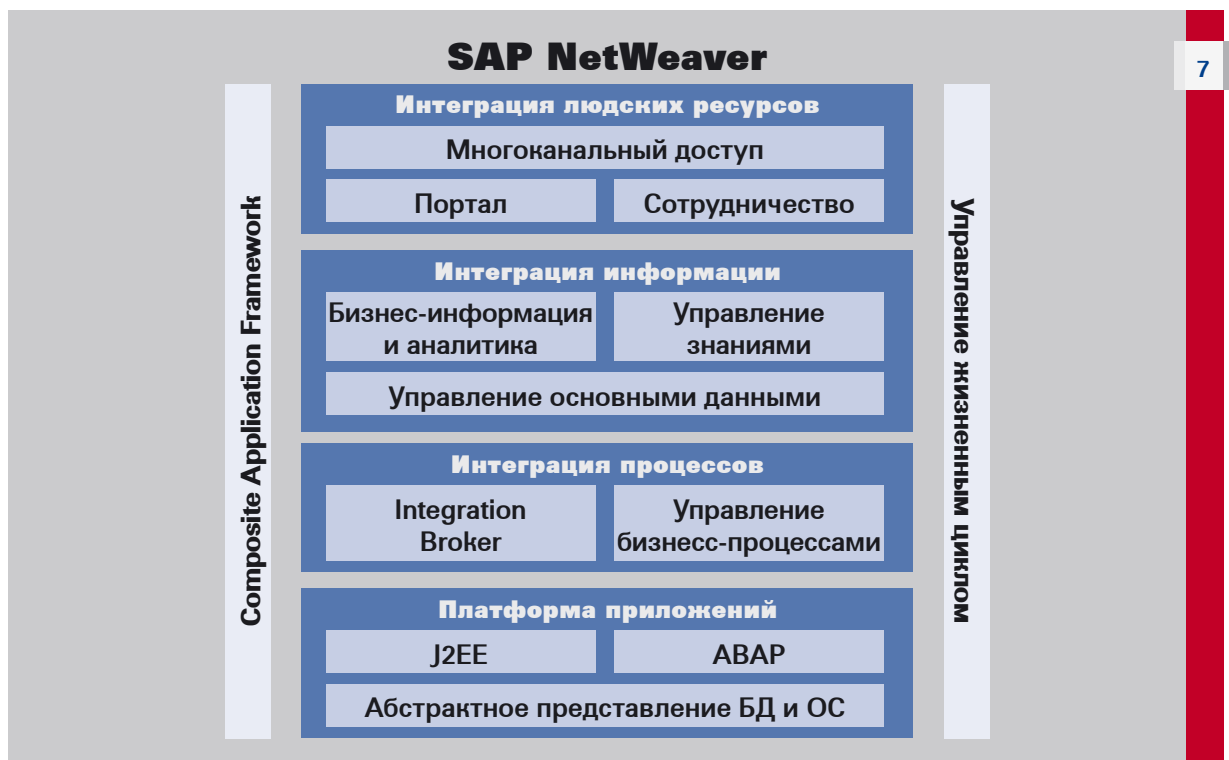 SAP NetWeaver
7
Composite Application Framework
Интеграция людских ресурсов
Многоканальный доступ
Портал
Сотрудничество
Интеграция информации
Бизнес-информация
и аналитика
Управление
знаниями
Управление основными данными
Интеграция процессов
Integration
Broker
Управление
бизнесс-процессами
Платформа приложений
J2EE
ABAP
Абстрактное представление БД и ОС
Управление жизненным циклом